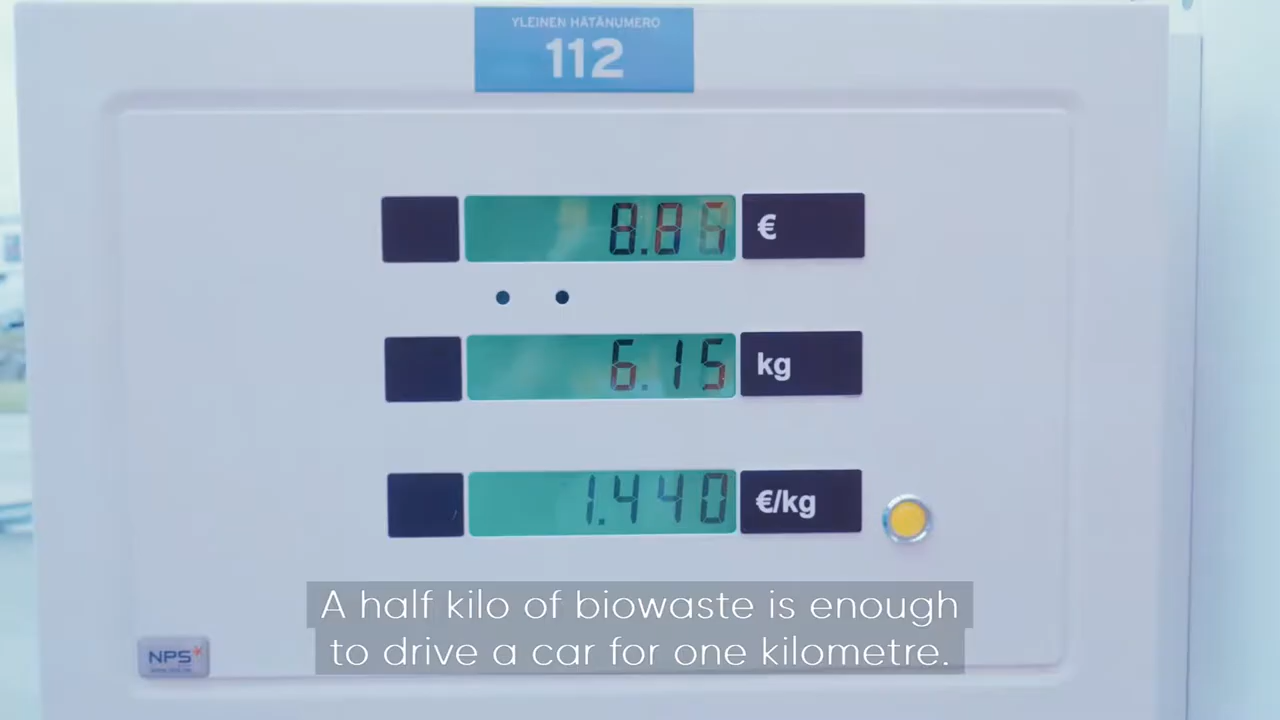 YLEINEN HÄTÄNUMERO
112
€
6.15 kg
1.440 €/kg
A half kilo of biowaste is enough
to drive a car for one kilometre.
NPS